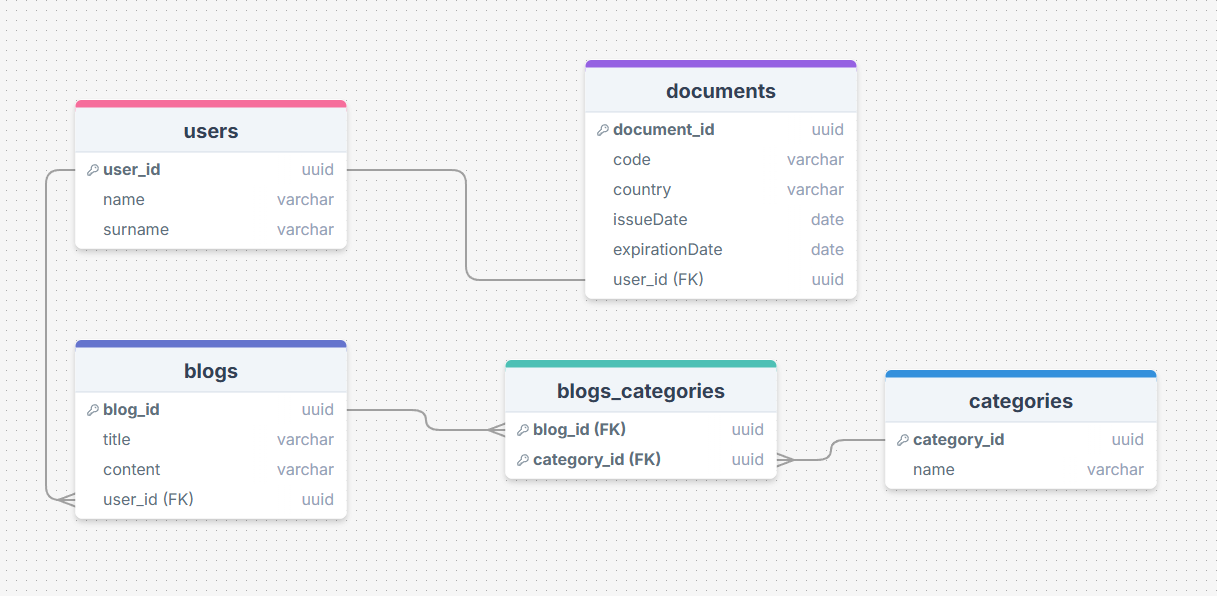 documents
document_id uuid
code varchar
country varchar
issueDate date
expirationDate date
user_id (FK) uuid
users
user_id uuid
name varchar
surname varchar
blogs
blog_id uuid
title varchar
content varchar
user_id (FK) uuid
blogs_categories
blog_id (FK) uuid
category_id (FK) uuid
categories
category_id uuid
name varchar